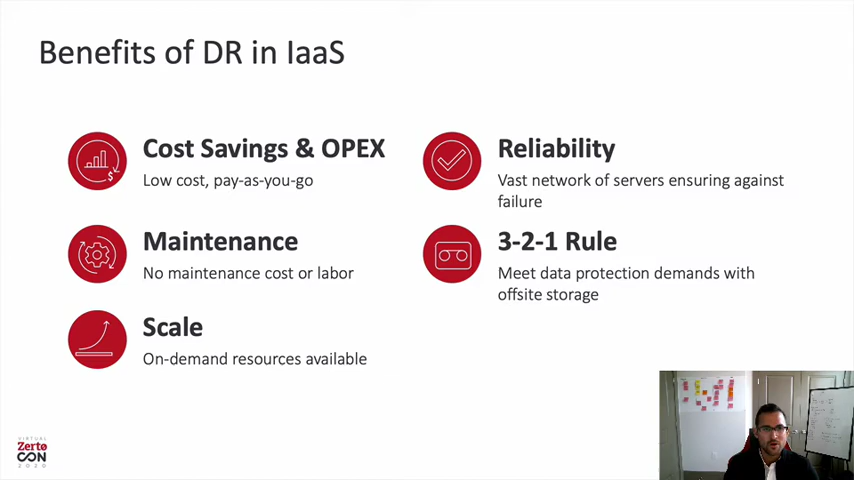 Benefits of DR in IaaS
Cost Savings & OPEX
Low cost, pay-as-you-go
Maintenance
No maintenance cost or labor
Scale
On-demand resources available
Reliability
Vast network of servers ensuring against
failure
3-2-1 Rule
Meet data protection demands with
offsite storage
$
VIRTUAL
Zerto
CON
2020